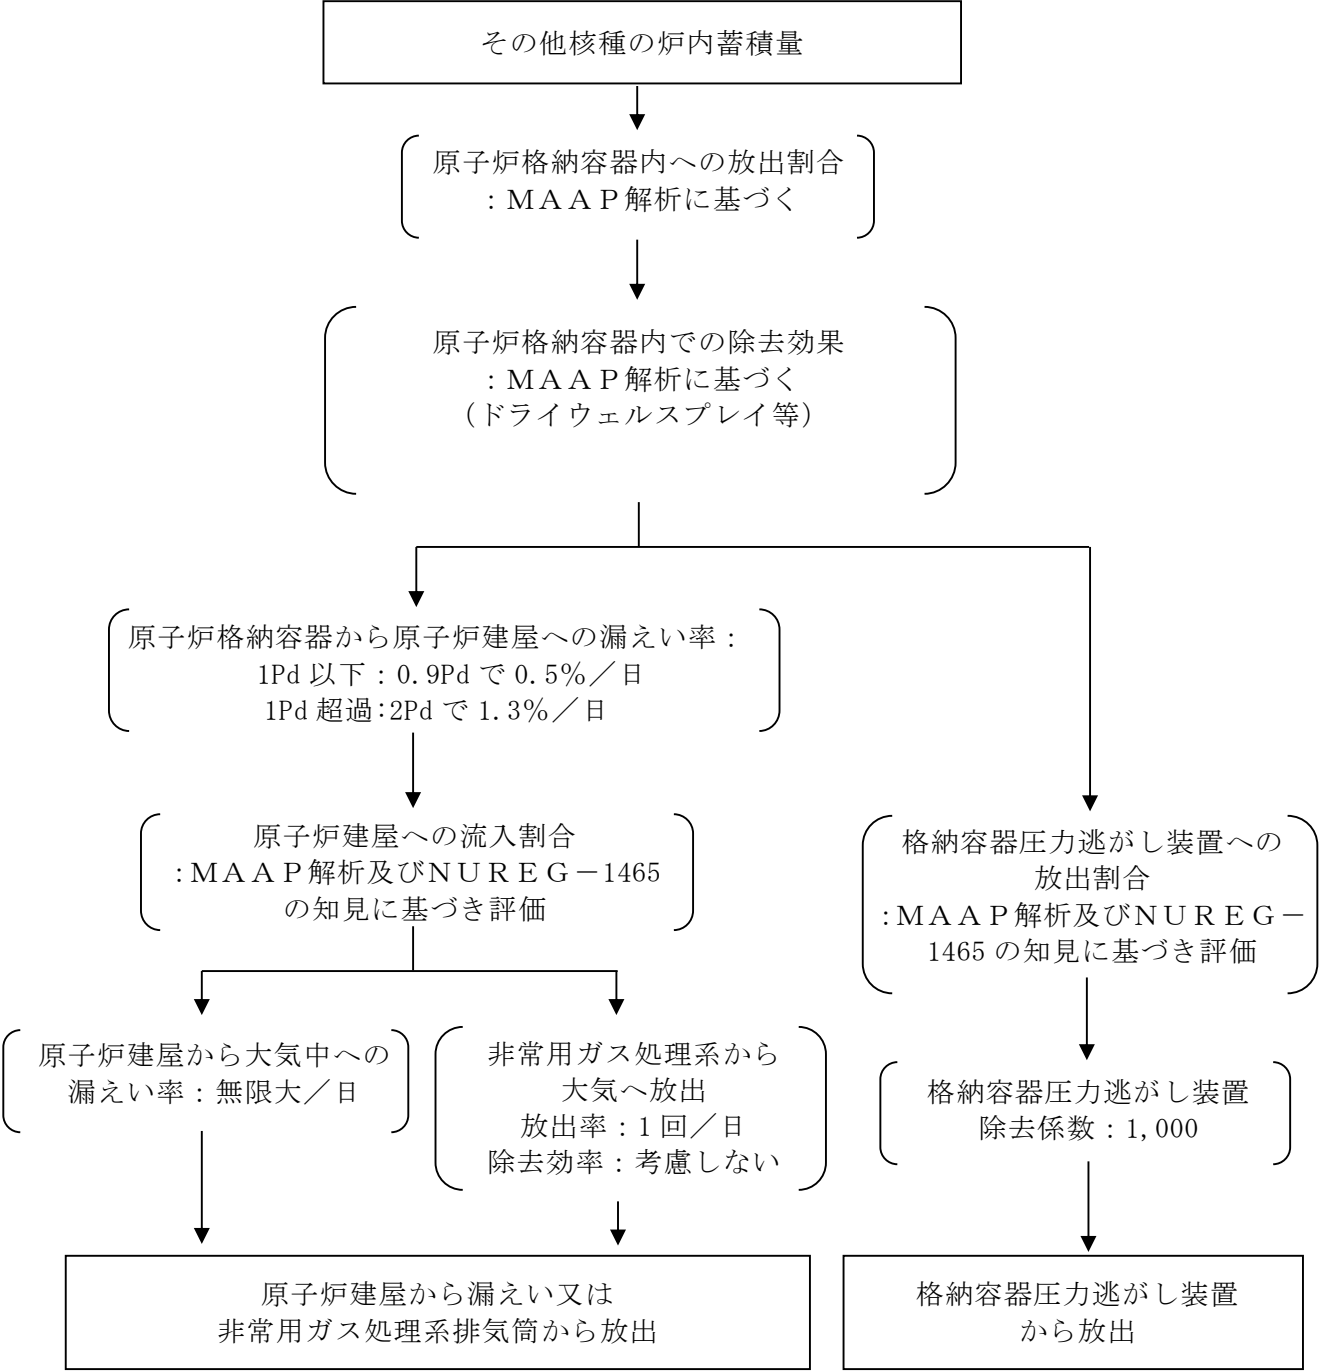 その他核種の炉内蓄積量
原子炉格納容器内への放出割合
：ＭＡＡＰ解析に基づく
原子炉格納容器内での除去効果
：ＭＡＡＰ解析に基づく
（ドライウェルスプレイ等）
原子炉格納容器から原子炉建屋への漏えい率：
1Pd 以下：0.9Pd で 0.5％／日
1Pd 超過：2Pd で 1.3％／日
原子炉建屋への流入割合
：ＭＡＡＰ解析及びＮＵＲＥＧ－1465
の知見に基づき評価
格納容器圧力逃がし装置への
放出割合
：ＭＡＡＰ解析及びＮＵＲＥＧ－
1465 の知見に基づき評価
原子炉建屋から大気中への
漏えい率：無限大／日
非常用ガス処理系から
大気へ放出
放出率：1 回／日
除去効率：考慮しない
格納容器圧力逃がし装置
除去係数：1,000
原子炉建屋から漏えい又は
非常用ガス処理系排気筒から放出
格納容器圧力逃がし装置
から放出